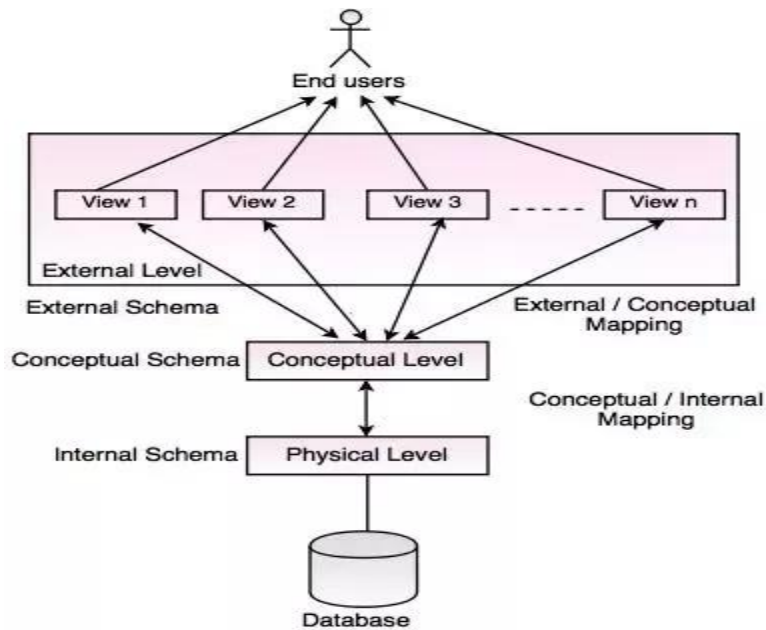 End users
View 1
View 2
View 3
View n
External Level
External Schema
External / Conceptual
Mapping
Conceptual Schema
Conceptual Level
Conceptual / Internal
Mapping
Internal Schema
Physical Level
Database